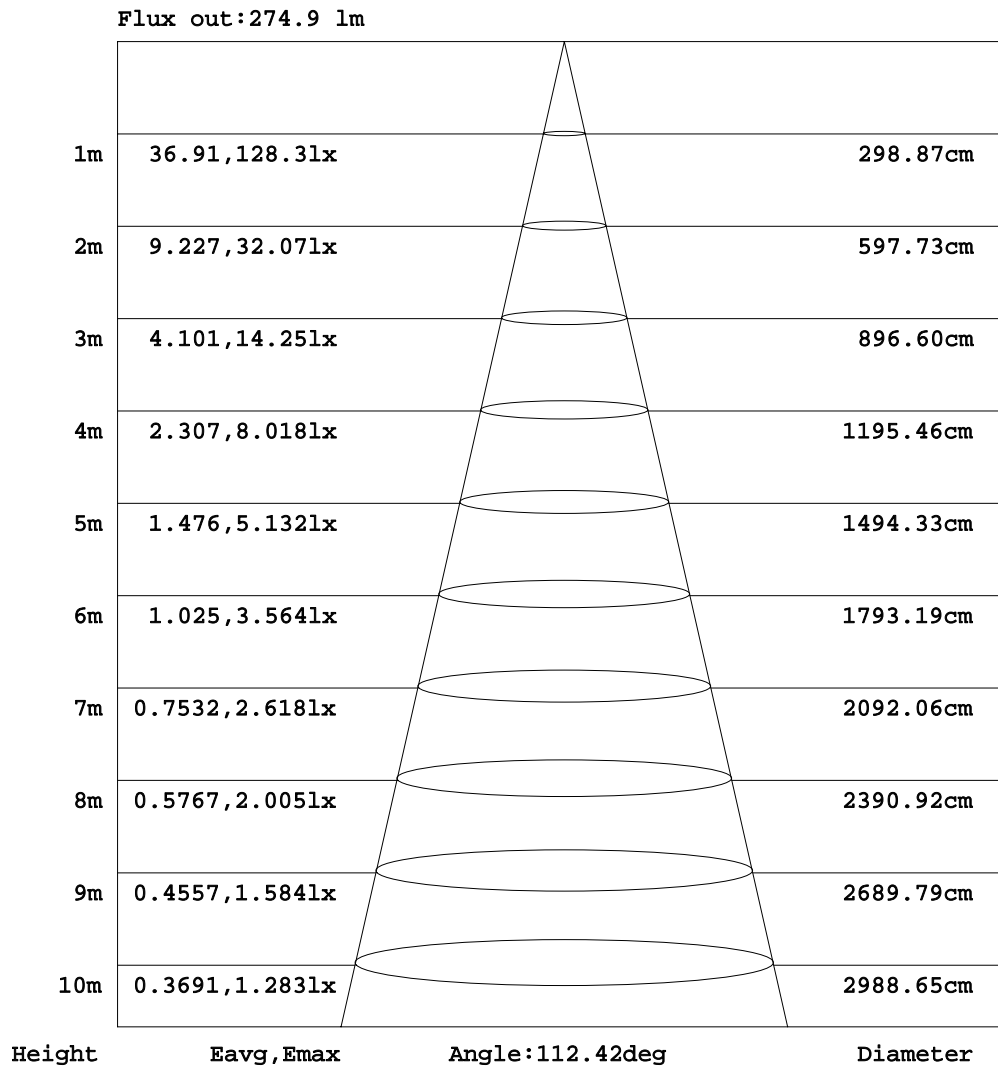 Flux out:274.9 lm
1m 36.91,128.3lx 298.87cm
2m 9.227,32.07lx 597.73cm
3m 4.101,14.25lx 896.60cm
4m 2.307,8.018lx 1195.46cm
5m 1.476,5.132lx 1494.33cm
6m 1.025,3.564lx 1793.19cm
7m 0.7532,2.618lx 2092.06cm
8m 0.5767,2.005lx 2390.92cm
9m 0.4557,1.584lx 2689.79cm
10m 0.3691,1.283lx 2988.65cm
Height Eavg,Emax Angle:112.42deg Diameter